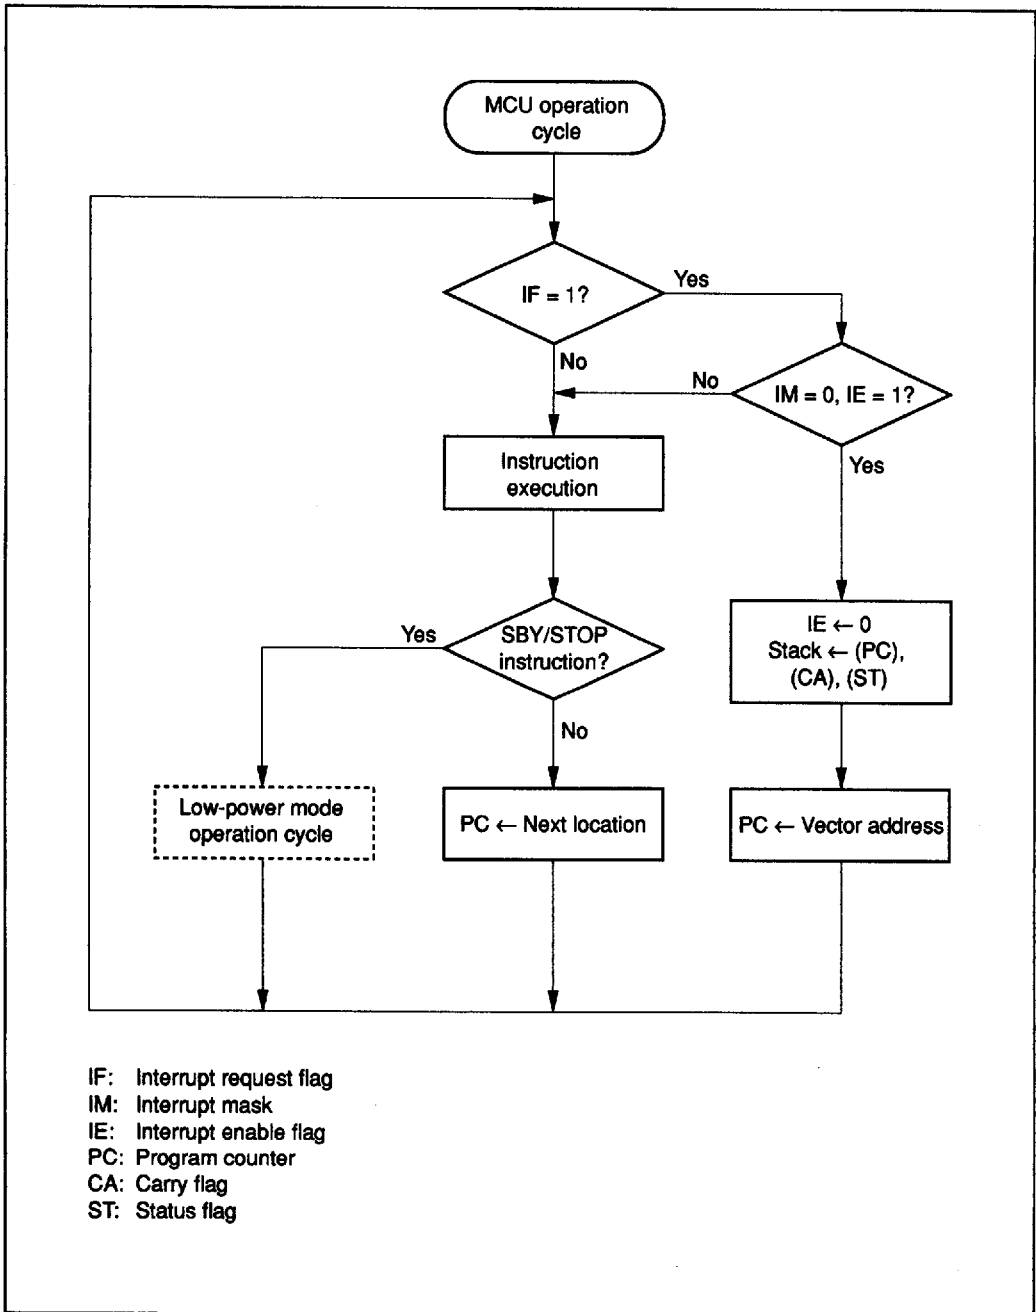 MCU operation
cycle
IF = 1?
Yes
No
IM = 0, IE = 1?
No
Yes
Instruction
execution
SBY/STOP
instruction?
Yes
No
IE ← 0
Stack ← (PC),
(CA), (ST)
Low-power mode
operation cycle
PC ← Next location
PC ← Vector address
IF: Interrupt request flag
IM: Interrupt mask
IE: Interrupt enable flag
PC: Program counter
CA: Carry flag
ST: Status flag